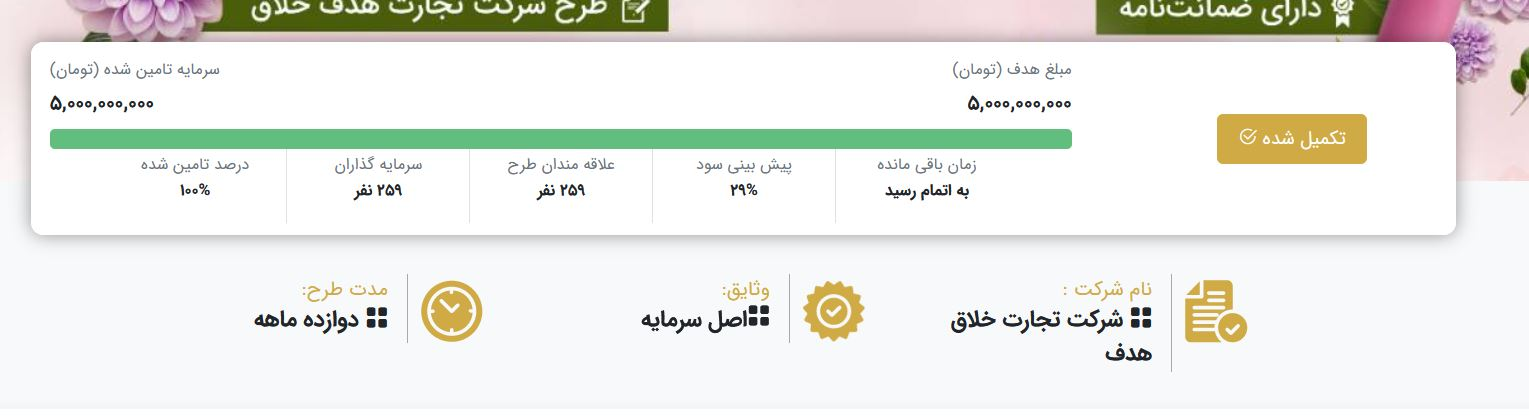 دارای ضمانت‌نامه
طرح شرکت تجارت هدف خلاق
مبلغ هدف (تومان)
۵,۰۰۰,۰۰۰,۰۰۰
سرمایه تامین شده (تومان)
۵,۰۰۰,۰۰۰,۰۰۰
تکمیل شده
زمان باقی مانده
به اتمام رسید
پیش بینی سود
۲۹%
علاقه مندان طرح
۲۵۹ نفر
سرمایه گذاران
۲۵۹ نفر
درصد تامین شده
۱۰۰%
نام شرکت :
شرکت تجارت خلاق
هدف
وثایق:
اصل سرمایه
مدت طرح:
دوازده ماهه